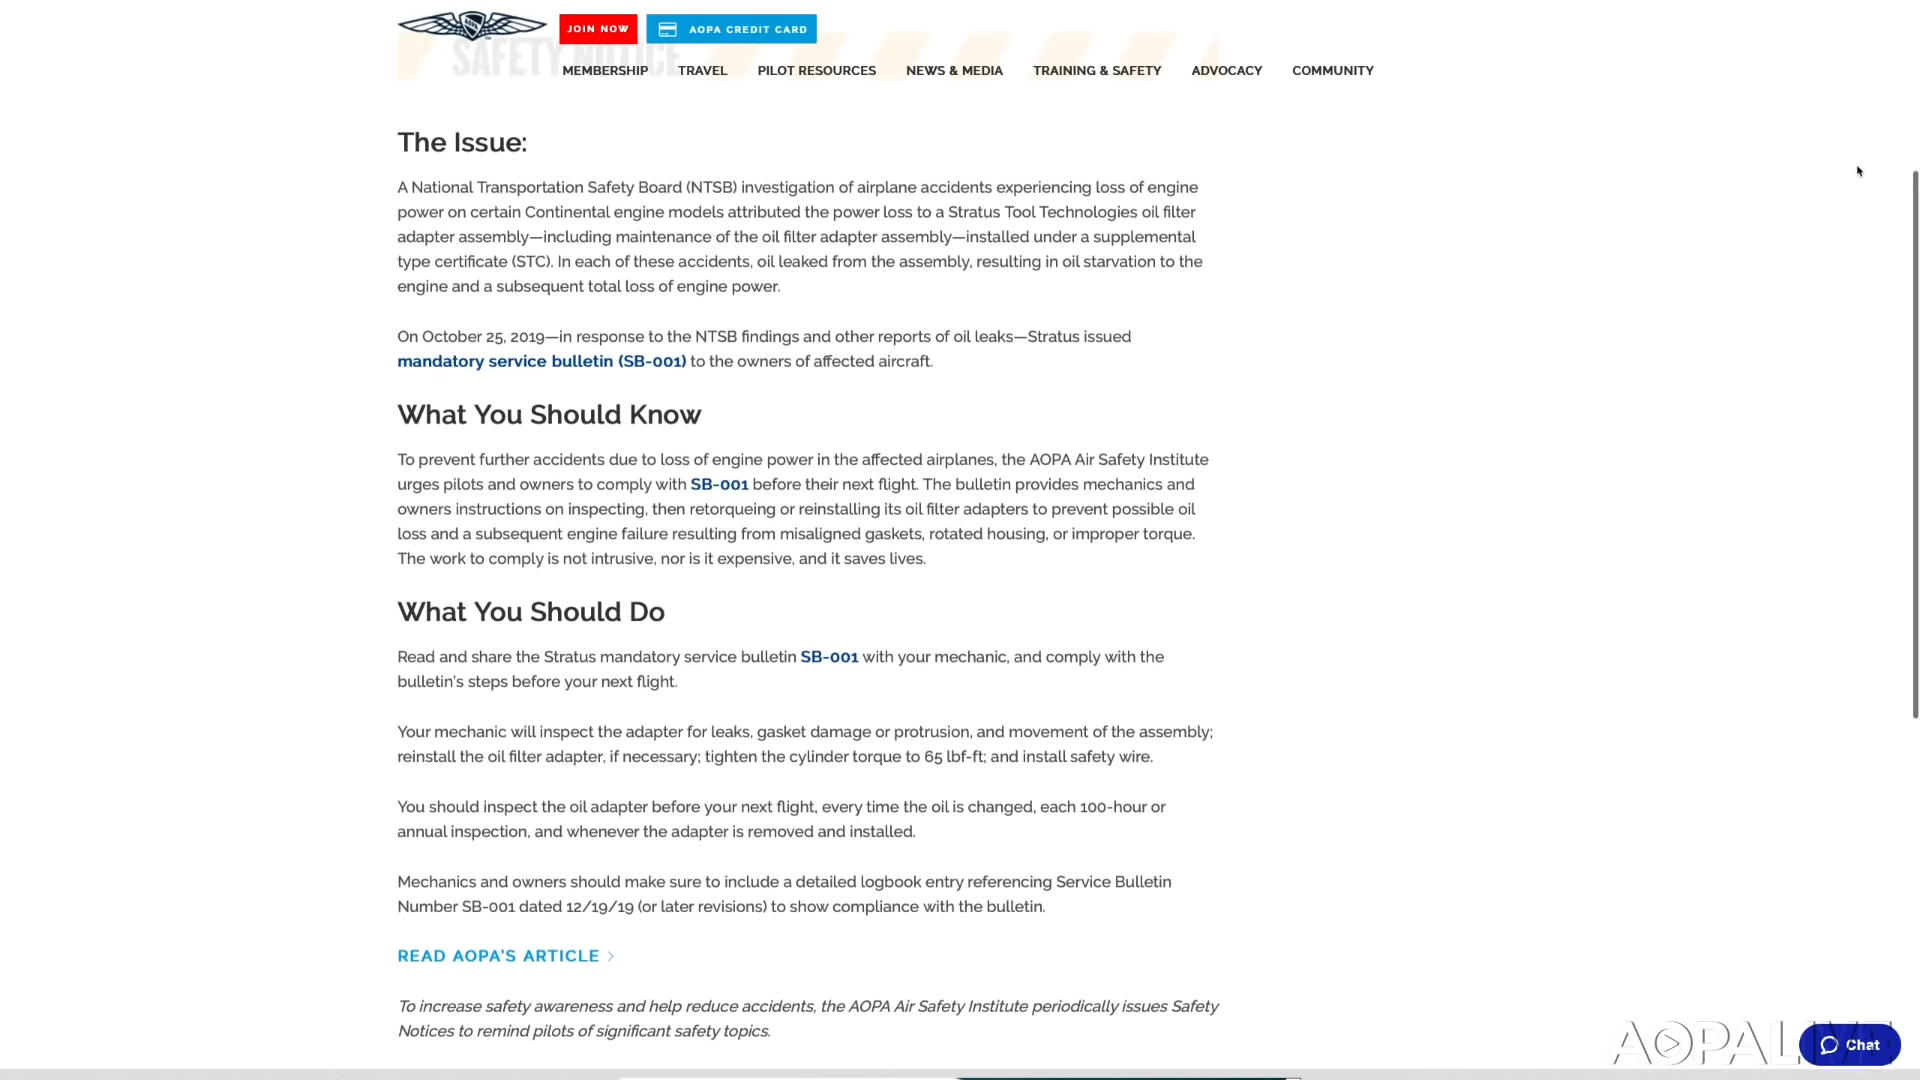 JOIN NOW
AOPA CREDIT CARD
SAFETY NOTICE
MEMBERSHIP TRAVEL PILOT RESOURCES NEWS & MEDIA TRAINING & SAFETY ADVOCACY COMMUNITY
The Issue:
A National Transportation Safety Board (NTSB) investigation of airplane accidents experiencing loss of engine
power on certain Continental engine models attributed the power loss to a Stratus Tool Technologies oil filter
adapter assembly—including maintenance of the oil filter adapter assembly—installed under a supplemental
type certificate (STC). In each of these accidents, oil leaked from the assembly, resulting in oil starvation to the
engine and a subsequent total loss of engine power.
On October 25, 2019—in response to the NTSB findings and other reports of oil leaks—Stratus issued
mandatory service bulletin (SB-001) to the owners of affected aircraft.
What You Should Know
To prevent further accidents due to loss of engine power in the affected airplanes, the AOPA Air Safety Institute
urges pilots and owners to comply with SB-001 before their next flight. The bulletin provides mechanics and
owners instructions on inspecting, then retorqueing or reinstalling its oil filter adapters to prevent possible oil
loss and a subsequent engine failure resulting from misaligned gaskets, rotated housing, or improper torque.
The work to comply is not intrusive, nor is it expensive, and it saves lives.
What You Should Do
Read and share the Stratus mandatory service bulletin SB-001 with your mechanic, and comply with the
bulletin's steps before your next flight.
Your mechanic will inspect the adapter for leaks, gasket damage or protrusion, and movement of the assembly;
reinstall the oil filter adapter, if necessary; tighten the cylinder torque to 65 lbf-ft; and install safety wire.
You should inspect the oil adapter before your next flight, every time the oil is changed, each 100-hour or
annual inspection, and whenever the adapter is removed and installed.
Mechanics and owners should make sure to include a detailed logbook entry referencing Service Bulletin
Number SB-001 dated 12/19/19 (or later revisions) to show compliance with the bulletin.
READ AOPA'S ARTICLE >
To increase safety awareness and help reduce accidents, the AOPA Air Safety Institute periodically issues Safety
Notices to remind pilots of significant safety topics.
AOPA LIVE
Chat